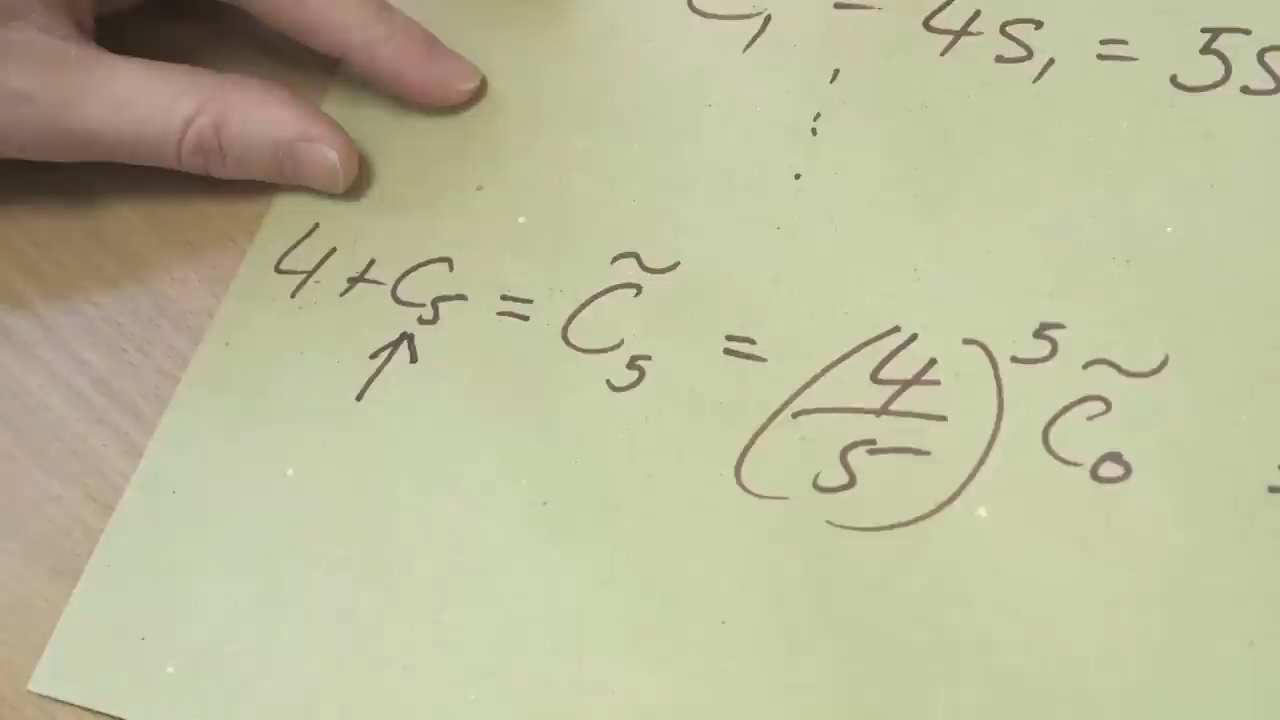 C₁ = 4S₁ = 5S
4 + C₅ = C̃₅ = (4/5)⁵ C̃₀